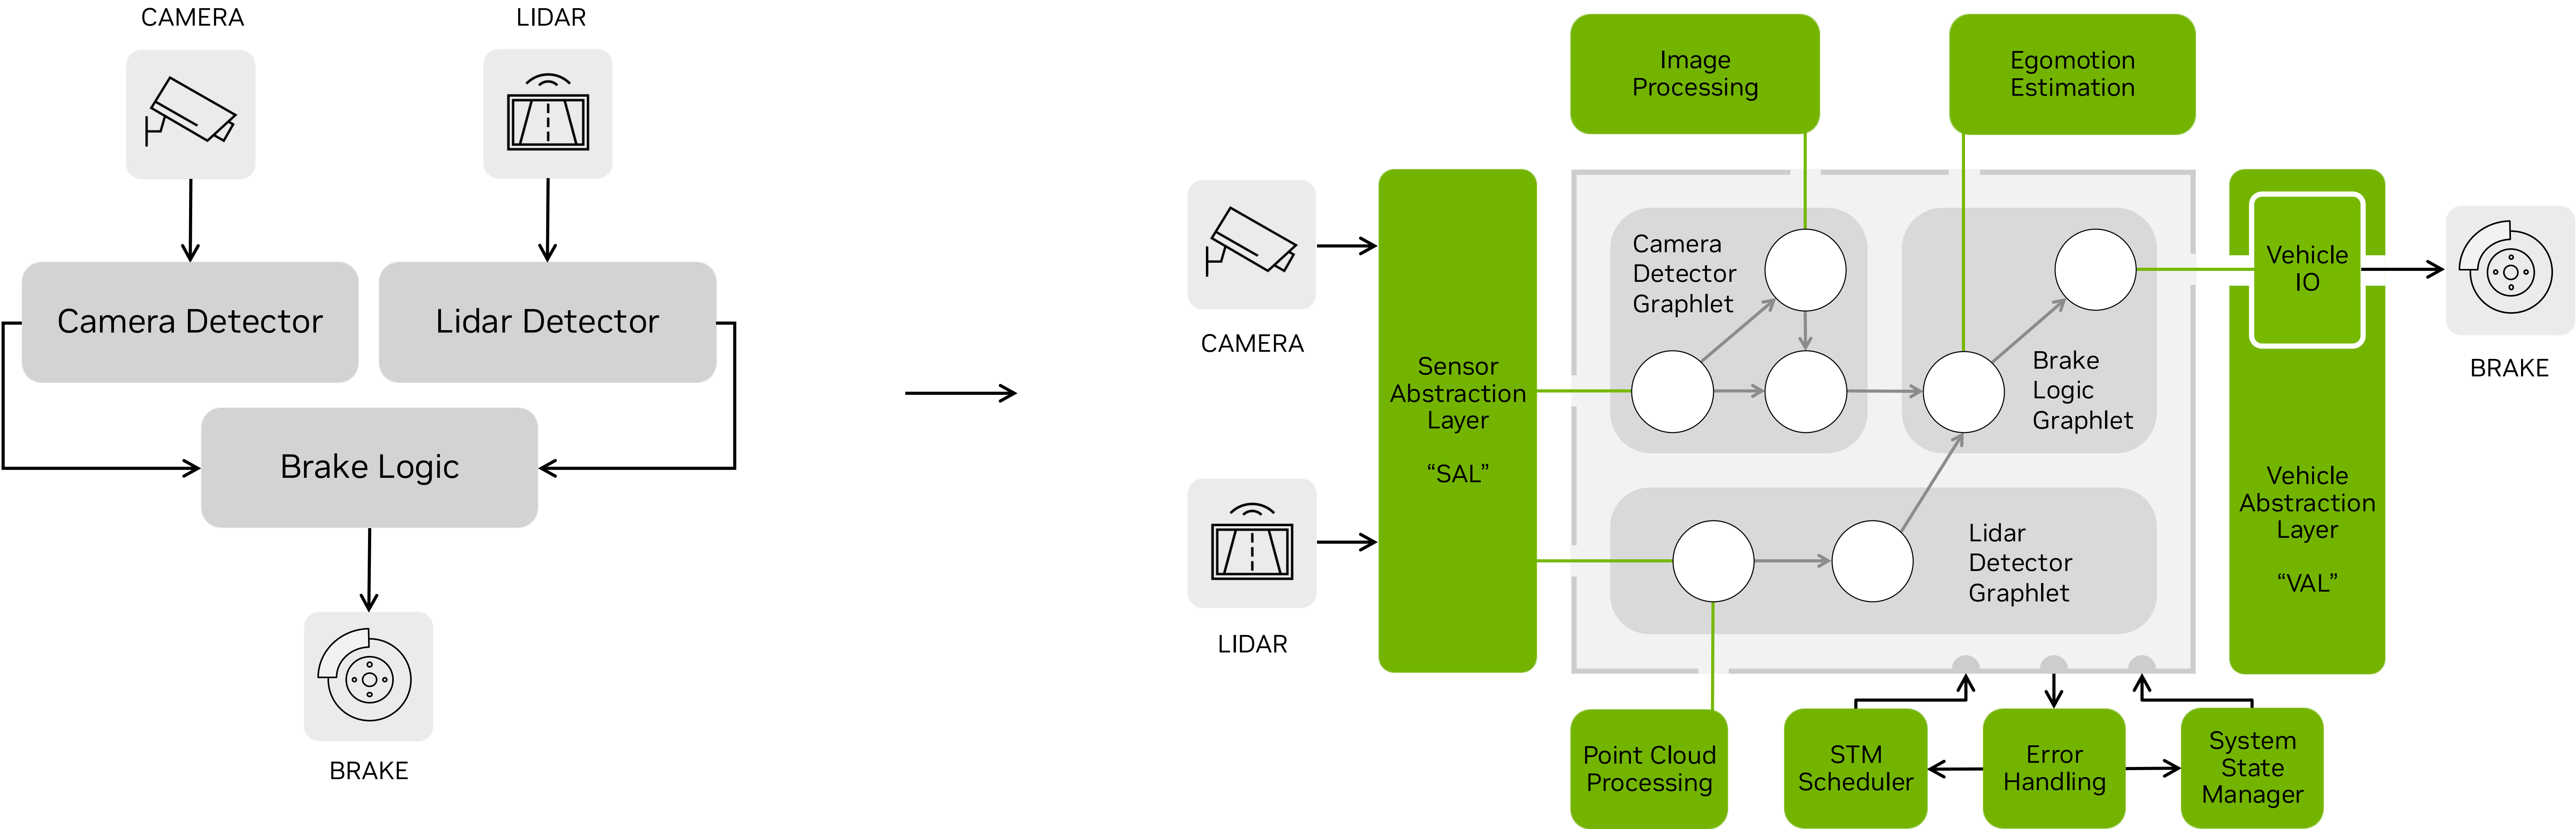 CAMERA
LIDAR
Camera Detector
Lidar Detector
Brake Logic
BRAKE
Image
Processing
Egomotion
Estimation
CAMERA
LIDAR
Sensor
Abstraction
Layer
“SAL”
Camera
Detector
Graphlet
Brake
Logic
Graphlet
Lidar
Detector
Graphlet
Vehicle
IO
Vehicle
Abstraction
Layer
“VAL”
BRAKE
Point Cloud
Processing
STM
Scheduler
Error
Handling
System
State
Manager